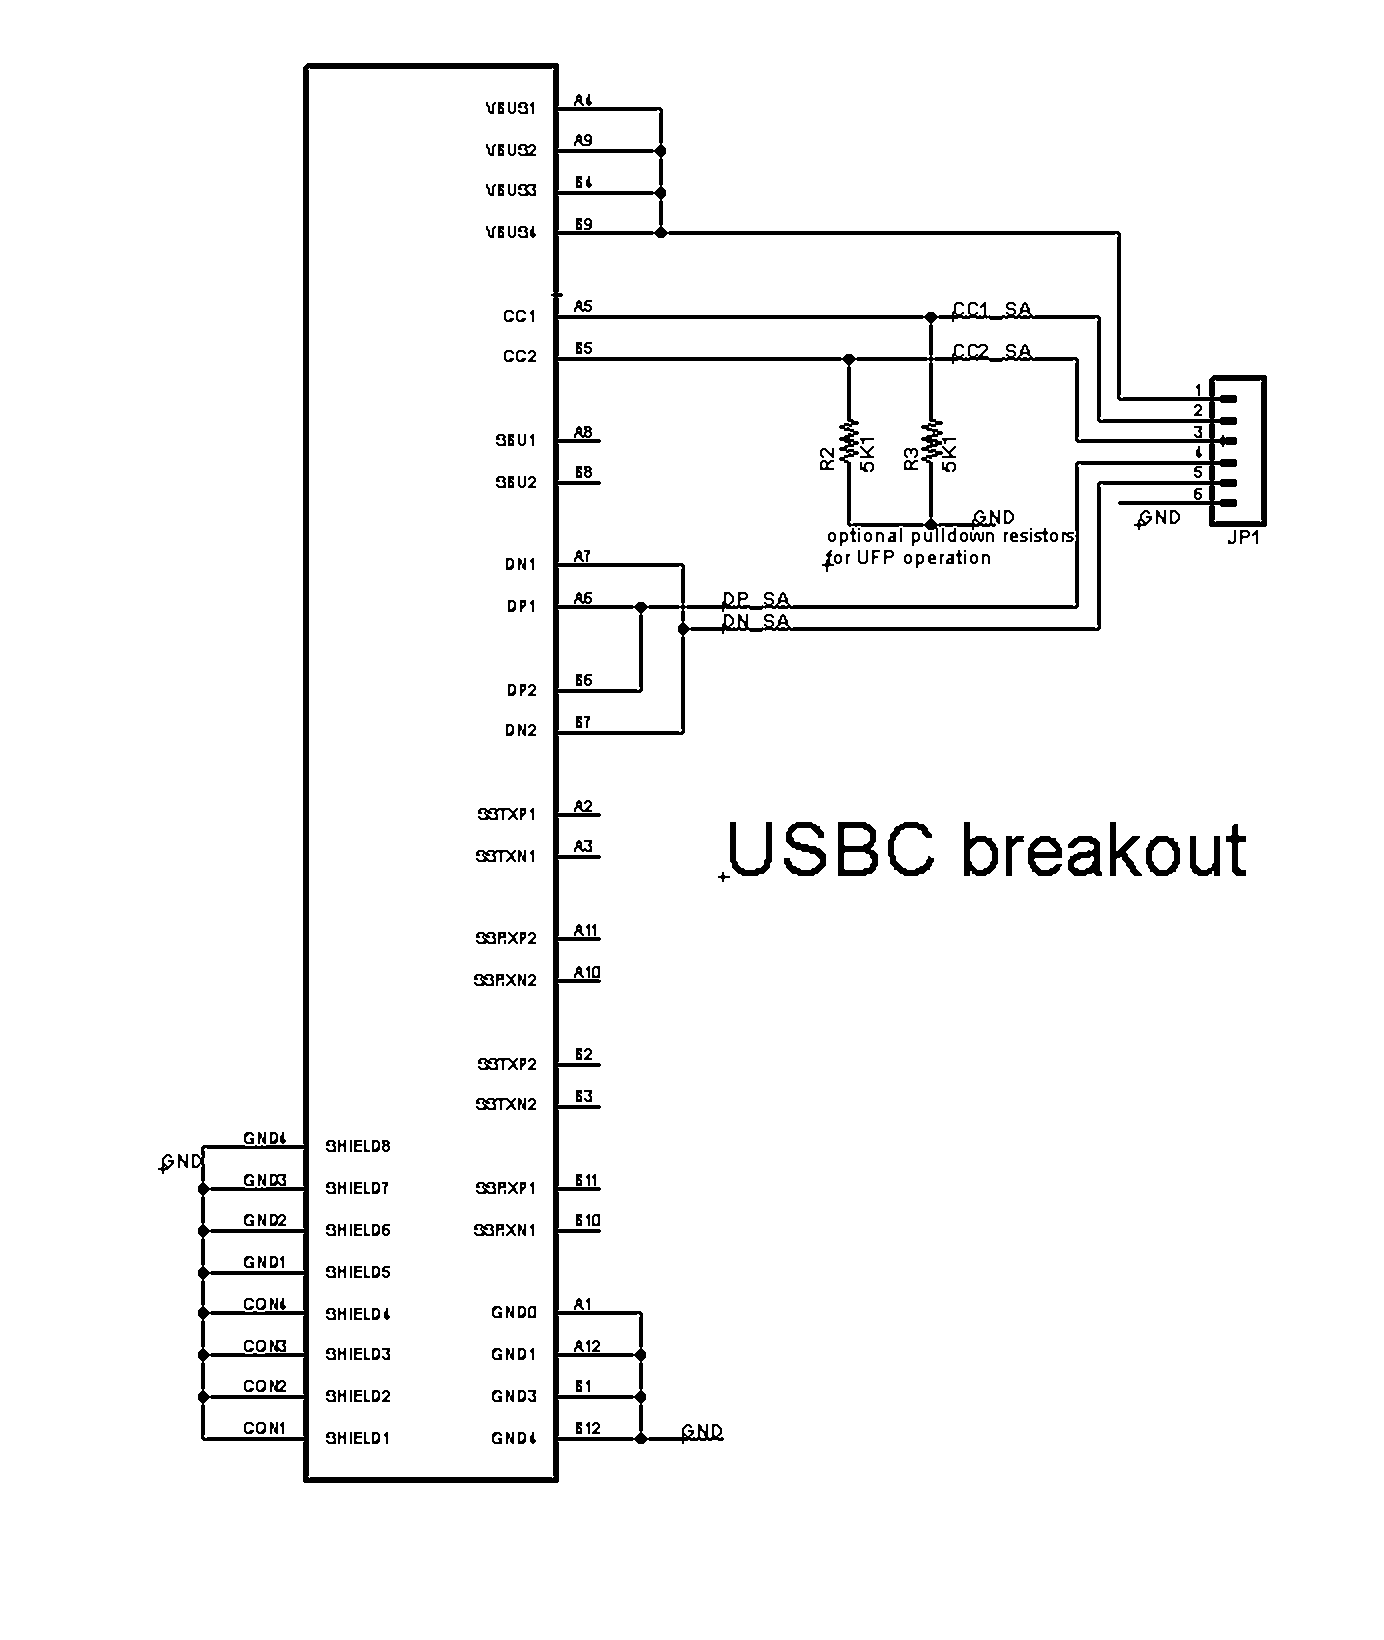 VBUS1 A4
VBUS2 A9
VBUS3 B4
VBUS4 B9
CC1 A5 CC1_SA
CC2 B5 CC2_SA
1
2
3
4
5
6
GND
JP1
SBU1 A8
SBU2 B8
R2 5K1
R3 5K1
GND
optional pulldown resistors
for UFP operation
DN1 A7
DP1 A6 DP_SA
DN_SA
DP2 B6
DN2 B7
SSTXP1 A2
SSTXN1 A3
USBC breakout
SSRXP2 A11
SSRXN2 A10
SSTXP2 B2
SSTXN2 B3
GND
GND4 SHIELD8
GND3 SHIELD7 SSRXP1 B11
GND2 SHIELD6 SSRXN1 B10
GND1 SHIELD5
CON4 SHIELD4 GND0 A1
CON3 SHIELD3 GND1 A12
CON2 SHIELD2 GND3 B1
CON1 SHIELD1 GND4 B12 GND